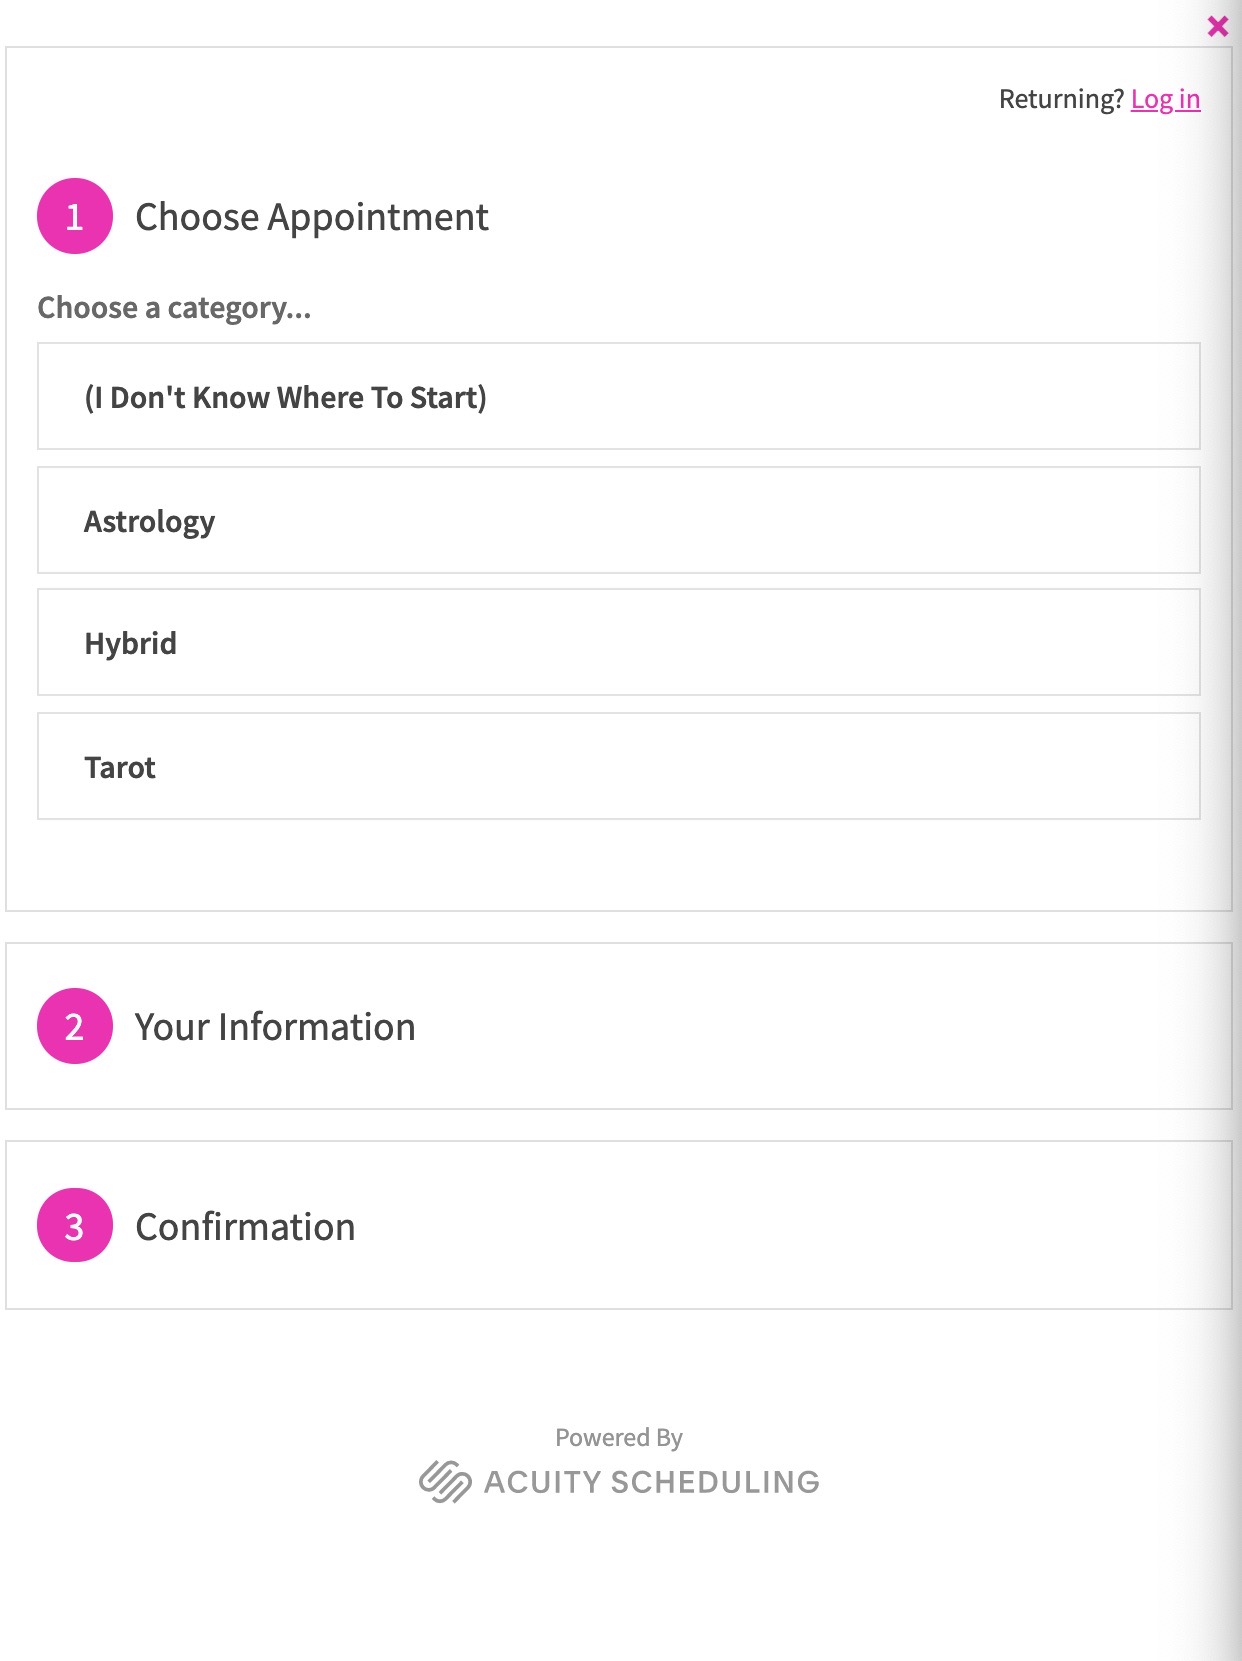 Returning? Log in
1 Choose Appointment
Choose a category...
(I Don't Know Where To Start)
Astrology
Hybrid
Tarot
2 Your Information
3 Confirmation
Powered By
ACUITY SCHEDULING